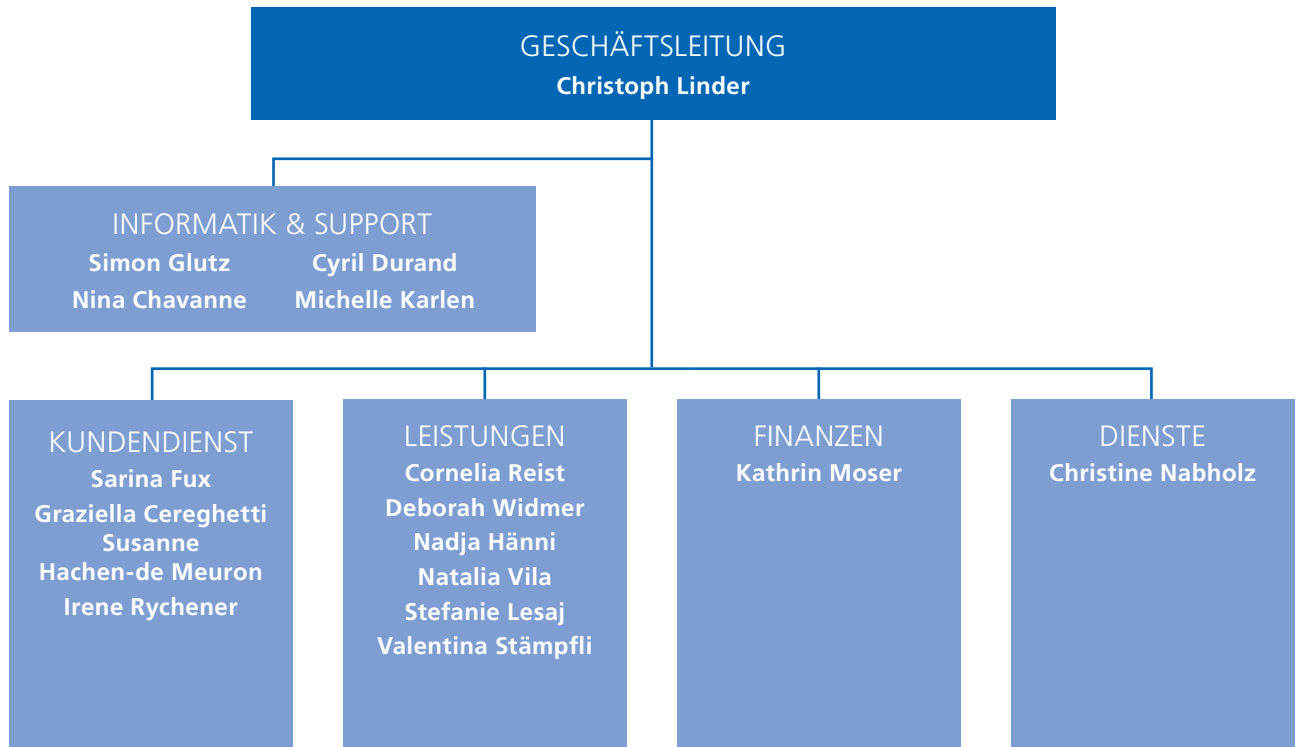 GESCHÄFTSLEITUNG
Christoph Linder
INFORMATIK & SUPPORT
Simon Glutz Cyril Durand
Nina Chavanne Michelle Karlen
KUNDENDIENST
Sarina Fux
Graziella Cereghetti
Susanne
Hachen-de Meuron
Irene Rychener
LEISTUNGEN
Cornelia Reist
Deborah Widmer
Nadja Hänni
Natalia Vila
Stefanie Lesaj
Valentina Stämpfli
FINANZEN
Kathrin Moser
DIENSTE
Christine Nabholz